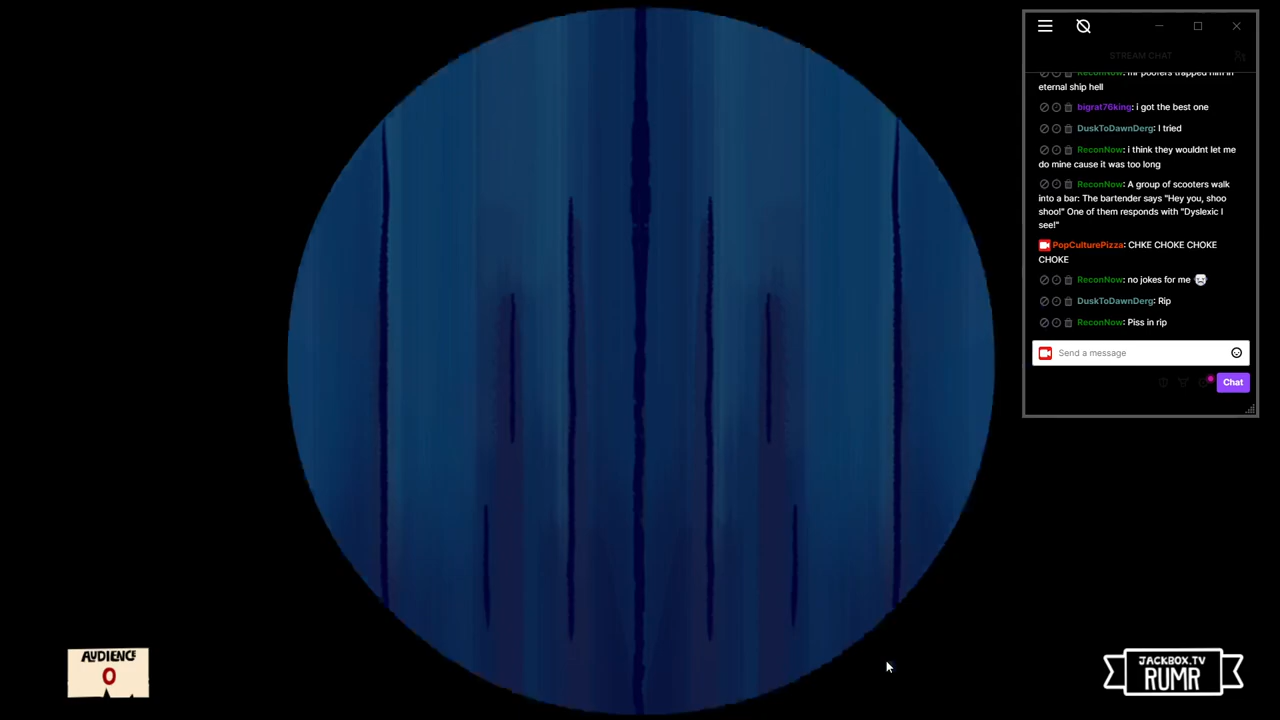 STREAM CHAT
ReconNow: mr poofers trapped him in
eternal ship hell
bigrat76king: i got the best one
DuskToDawnDerg: I tried
ReconNow: i think they wouldnt let me
do mine cause it was too long
ReconNow: A group of scooters walk
into a bar: The bartender says "Hey you, shoo
shoo!" One of them responds with "Dyslexic I
see!"
PopCulturePizza: CHKE CHOKE CHOKE
CHOKE
ReconNow: no jokes for me
DuskToDawnDerg: Rip
ReconNow: Piss in rip
Send a message
Chat
AUDIENCE
0
JACKBOX.TV
RUMR